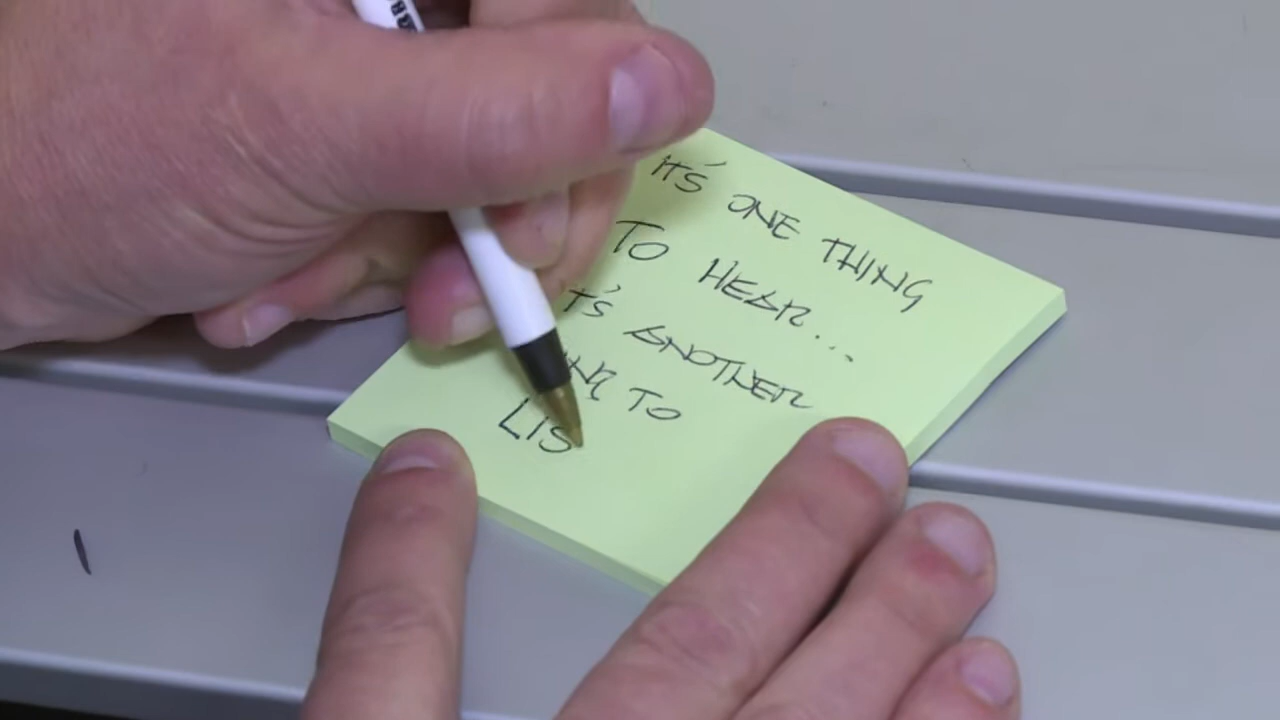 IT'S ONE THING
TO HEAR...
T'S ANOTHER
TO
LIS